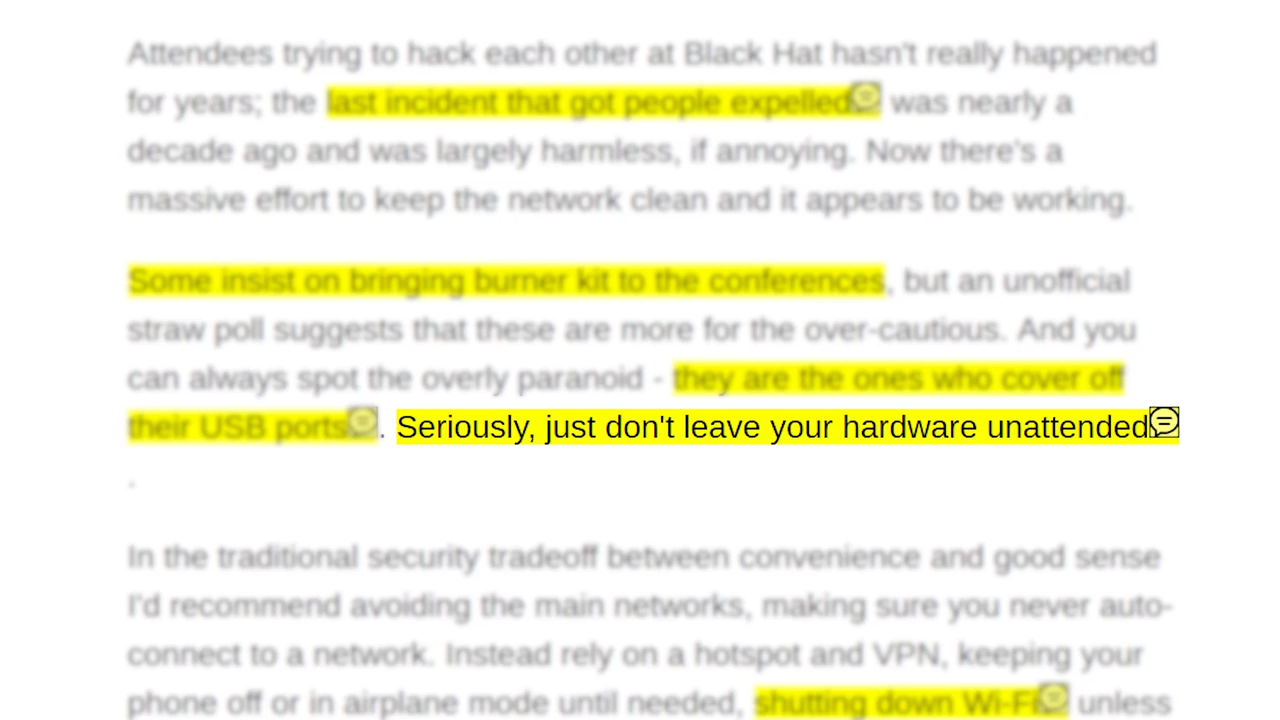 Attendees trying to hack each other at Black Hat hasn't really happened
for years; the last incident that got people expelled was nearly a
decade ago and was largely harmless, if annoying. Now there's a
massive effort to keep the network clean and it appears to be working.
Some insist on bringing burner kit to the conferences, but an unofficial
straw poll suggests that these are more for the over-cautious. And you
can always spot the overly paranoid - they are the ones who cover off
their USB ports. Seriously, just don't leave your hardware unattended
.
In the traditional security tradeoff between convenience and good sense
I'd recommend avoiding the main networks, making sure you never auto-
connect to a network. Instead rely on a hotspot and VPN, keeping your
phone off or in airplane mode until needed, shutting down Wi-Fi unless